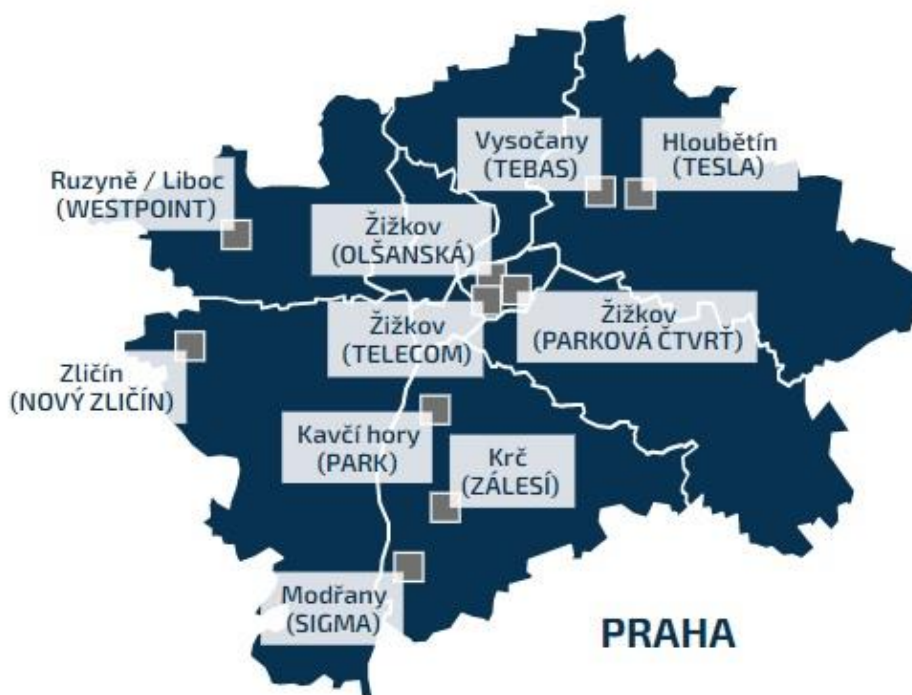 Vysočany
(TEBAS)
Hloubětín
(TESLA)
Ruzyně / Liboc
(WESTPOINT)
Žižkov
(OLŠANSKÁ)
Žižkov
(TELECOM)
Žižkov
(PARKOVÁ ČTVRŤ)
Zličín
(NOVÝ ZLIČÍN)
Kavčí hory
(PARK)
Krč
(ZÁLESÍ)
Modřany
(SIGMA)
PRAHA